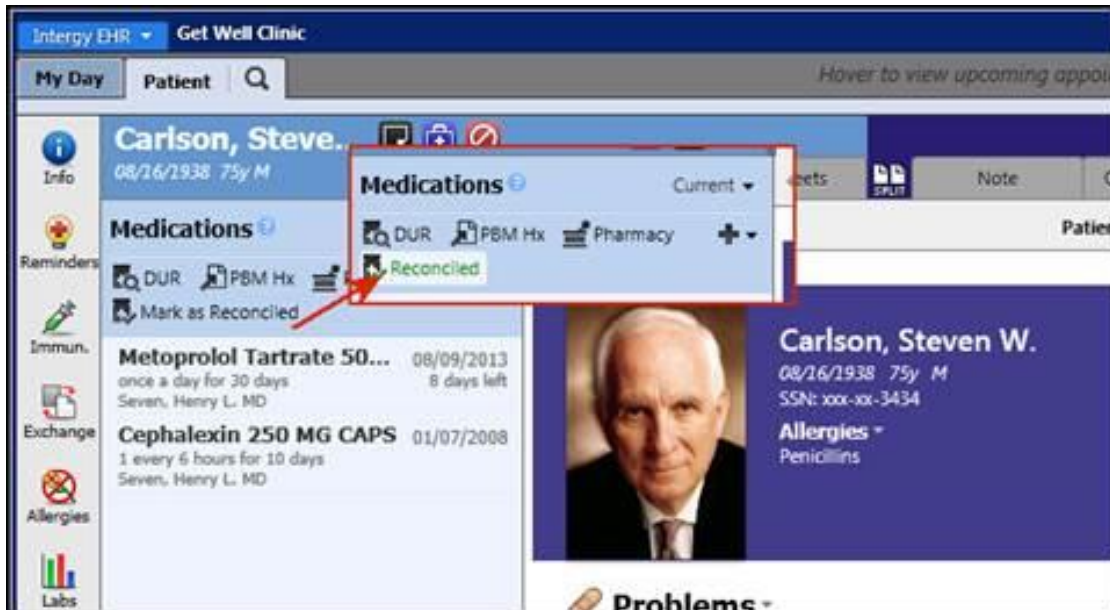 Intergy EHR Get Well Clinic
My Day Patient Hover to view upcoming
Info
Reminders
Immun.
Exchange
Allergies
Labs
Carlson, Steve...
08/16/1938 75y M
Medications
DUR PBM Hx
Mark as Reconciled
Metoprolol Tartrate 50... 08/09/2013
once a day for 30 days 8 days left
Seven, Henry L. MD
Cephalexin 250 MG CAPS 01/07/2008
1 every 6 hours for 10 days
Seven, Henry L. MD
Medications Current
DUR PBM Hx Pharmacy
Reconciled
SPLIT Note
Carlson, Steven W.
08/16/1938 75y M
SSN: xxx-xx-3434
Allergies
Penicillins
Problems